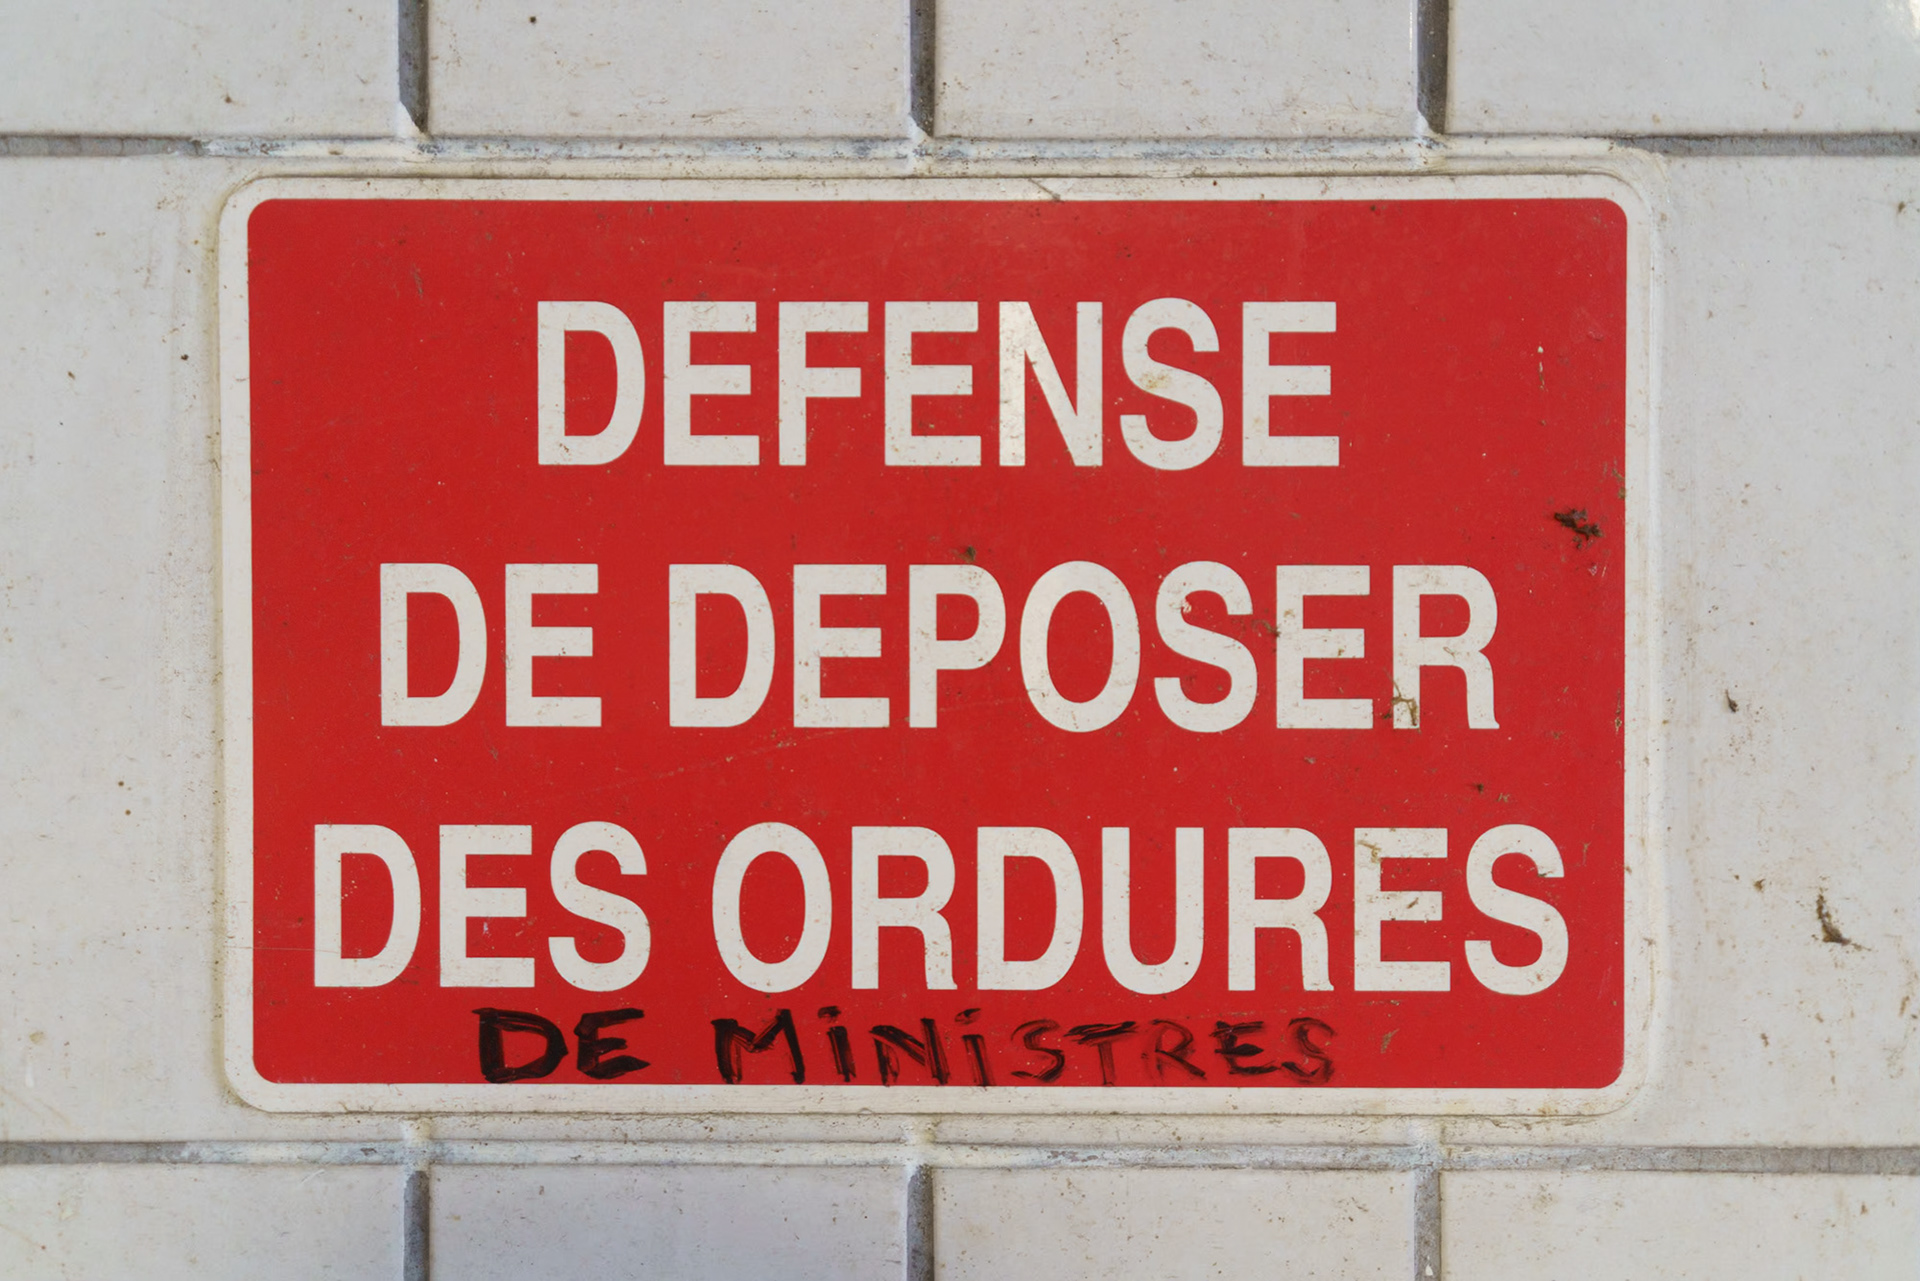 DEFENSE
DE DEPOSER
DES ORDURES
DE MiNiSTRES